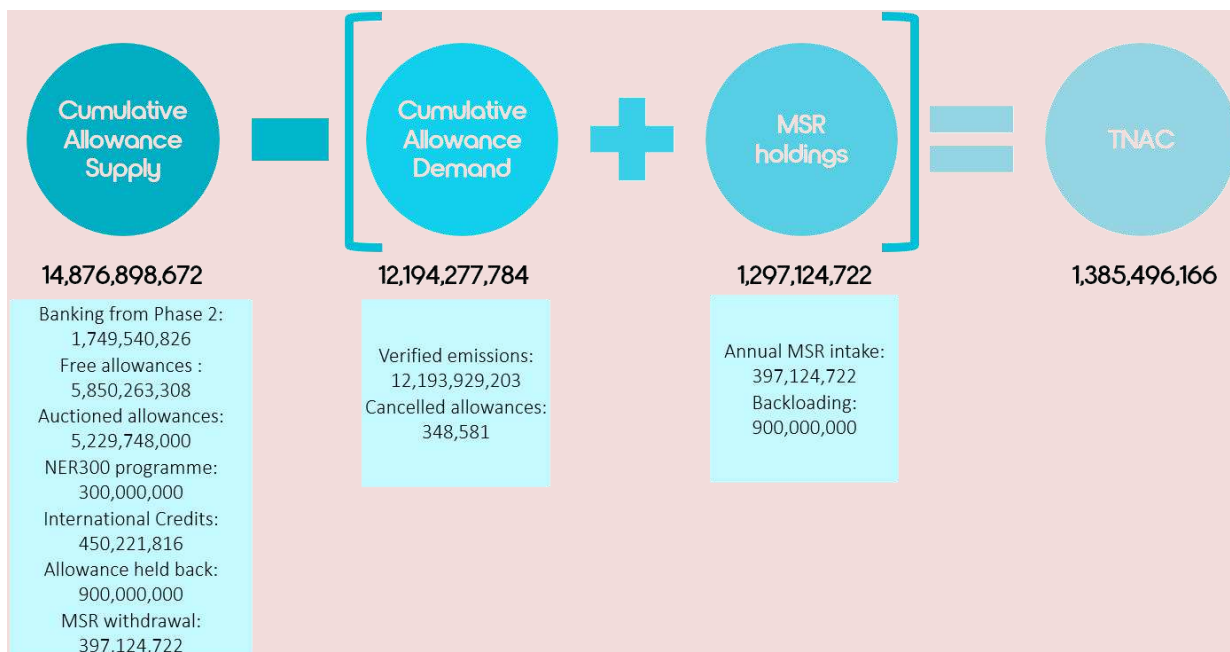 Cumulative
Allowance
Supply
Cumulative
Allowance
Demand
MSR
holdings
TNAC
14,876,898,672
12,194,277,784
1,297,124,722
1,385,496,166
Banking from Phase 2:
1,749,540,826
Free allowances :
5,850,263,308
Auctioned allowances:
5,229,748,000
NER300 programme:
300,000,000
International Credits:
450,221,816
Allowance held back:
900,000,000
MSR withdrawal:
397,124,722
Verified emissions:
12,193,929,203
Cancelled allowances:
348,581
Annual MSR intake:
397,124,722
Backloading:
900,000,000